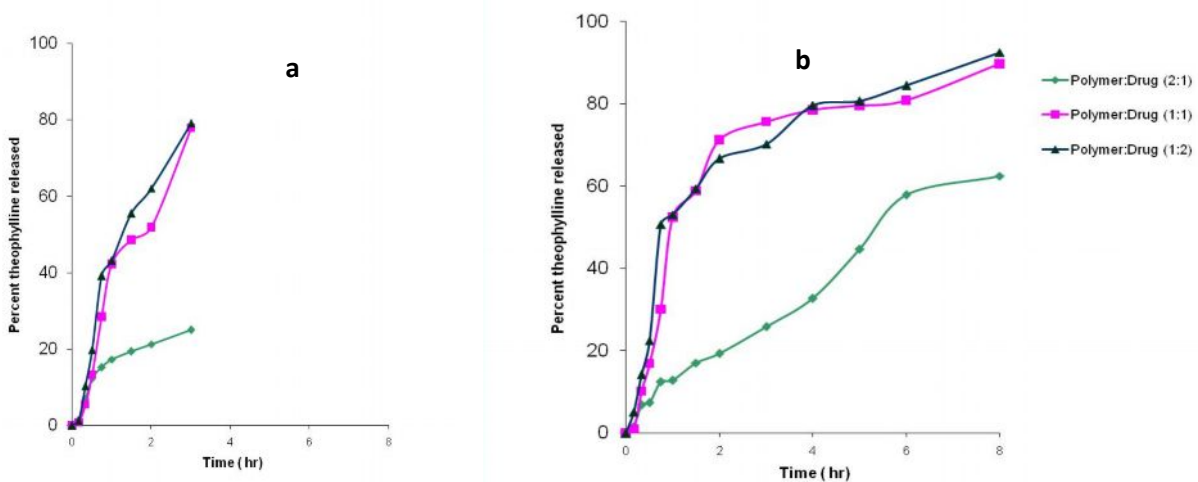 a
Percent theophylline released
100
80
60
40
20
0
0 2 4 6 8
Time ( hr)
b
Percent theophylline released
100
80
60
40
20
0
0 2 4 6 8
Time ( hr)
Polymer:Drug (2:1)
Polymer:Drug (1:1)
Polymer:Drug (1:2)